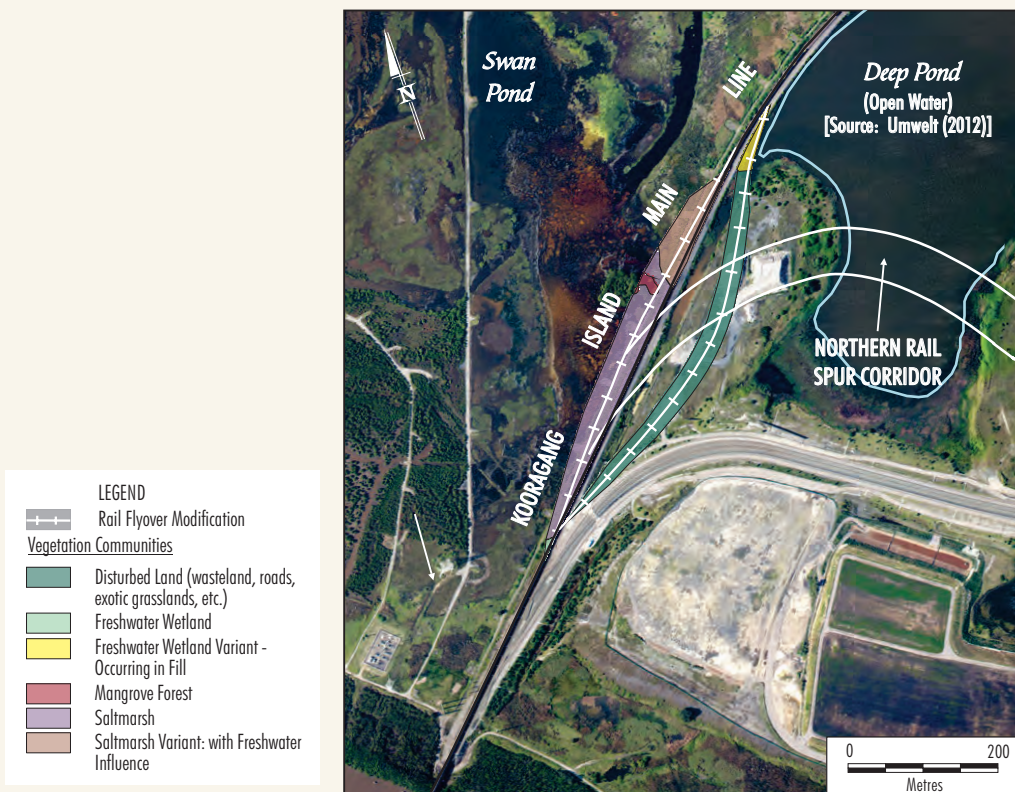 N
Swan
Pond
LINE
Deep Pond
(Open Water)
[Source: Umwelt (2012)]
MAIN
ISLAND
NORTHERN RAIL
SPUR CORRIDOR
KOORAGANG
LEGEND
Rail Flyover Modification
Vegetation Communities
Disturbed Land (wasteland, roads,
exotic grasslands, etc.)
Freshwater Wetland
Freshwater Wetland Variant -
Occurring in Fill
Mangrove Forest
Saltmarsh
Saltmarsh Variant: with Freshwater
Influence
0 200
Metres